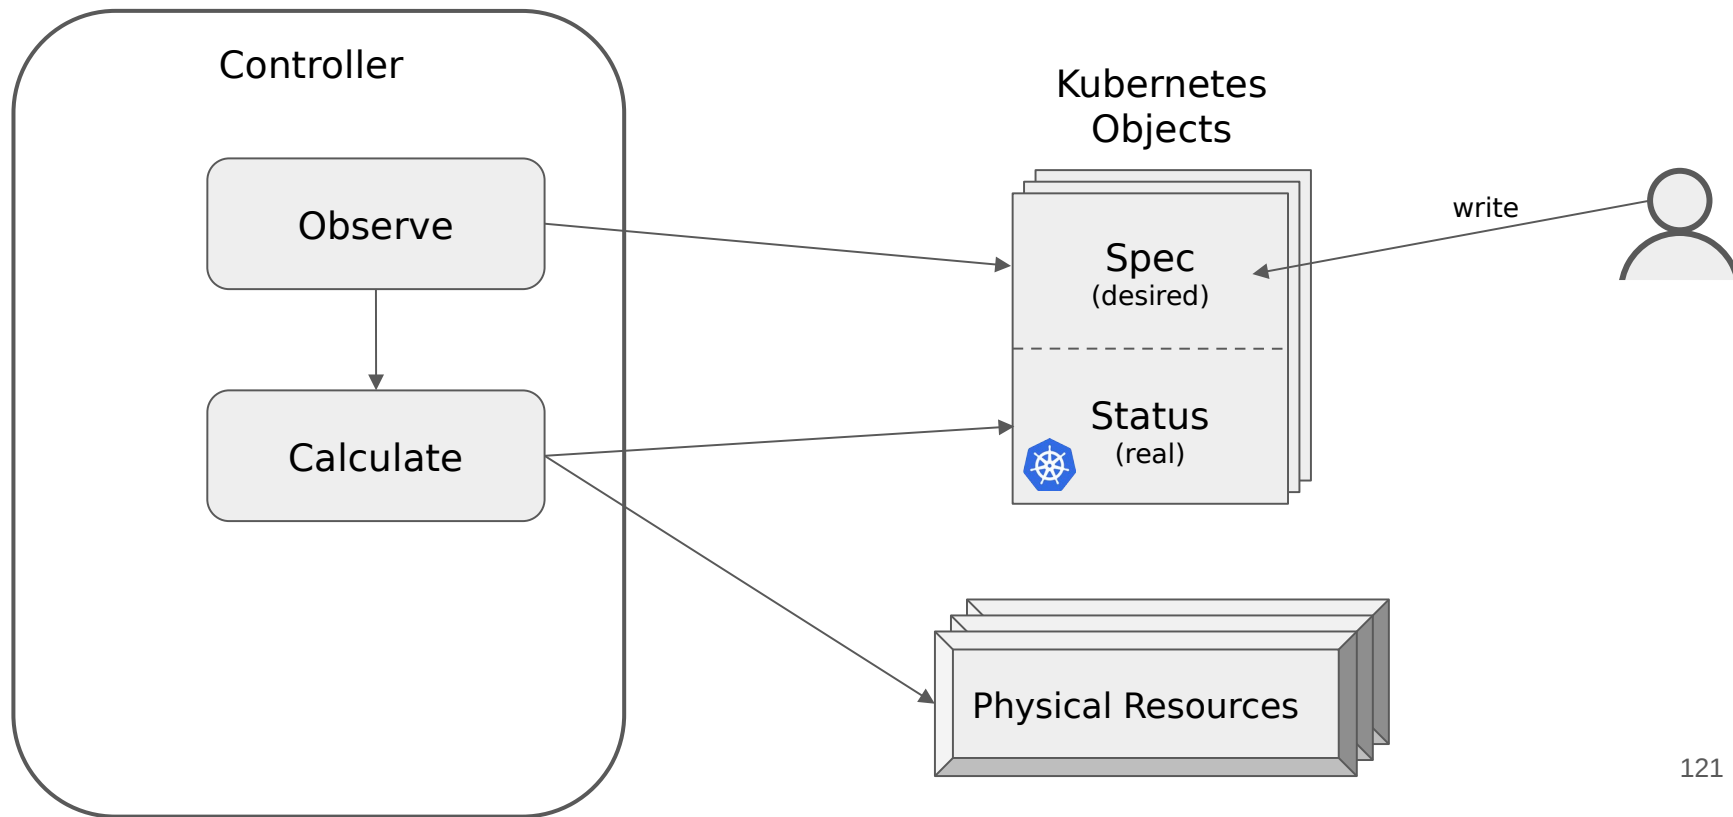 Controller
Observe
Calculate
Kubernetes
Objects
Spec
(desired)
Status
(real)
write
Physical Resources
121